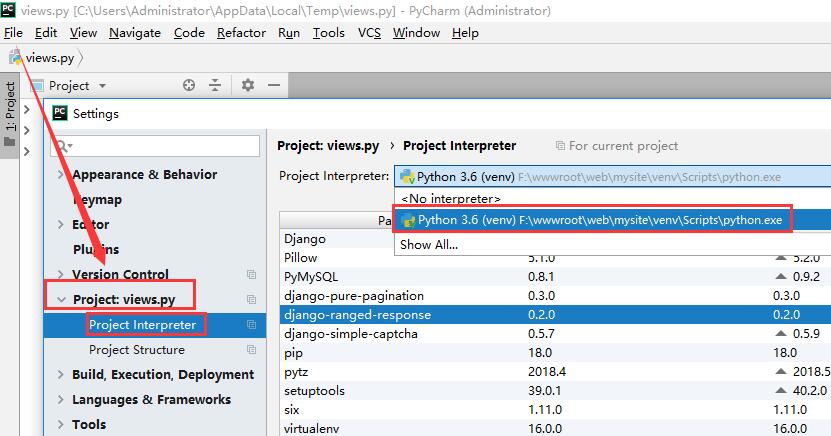 PC views.py [C:\Users\Administrator\AppData\Local\Temp\views.py] - PyCharm (Administrator)
File Edit View Navigate Code Refactor Run Tools VCS Window Help
views.py
1: Project
Project
PC Settings
Project: views.py › Project Interpreter For current project
Project Interpreter: Python 3.6 (venv) F:\wwwroot\web\mysite\venv\Scripts\python.exe
<No interpreter>
Python 3.6 (venv) F:\wwwroot\web\mysite\venv\Scripts\python.exe
Show All...
Appearance & Behavior
Keymap
Editor
Plugins
Version Control
Project: views.py
Project Interpreter
Project Structure
Build, Execution, Deployment
Languages & Frameworks
Tools
Pa
Django
Pillow 5.1.0 5.2.0
PyMySQL 0.8.1 0.9.2
django-pure-pagination 0.3.0 0.3.0
django-ranged-response 0.2.0 0.2.0
django-simple-captcha 0.5.7 0.5.9
pip 18.0 18.0
pytz 2018.4 2018.5
setuptools 39.0.1 40.2.0
six 1.11.0 1.11.0
virtualenv 16.0.0 16.0.0